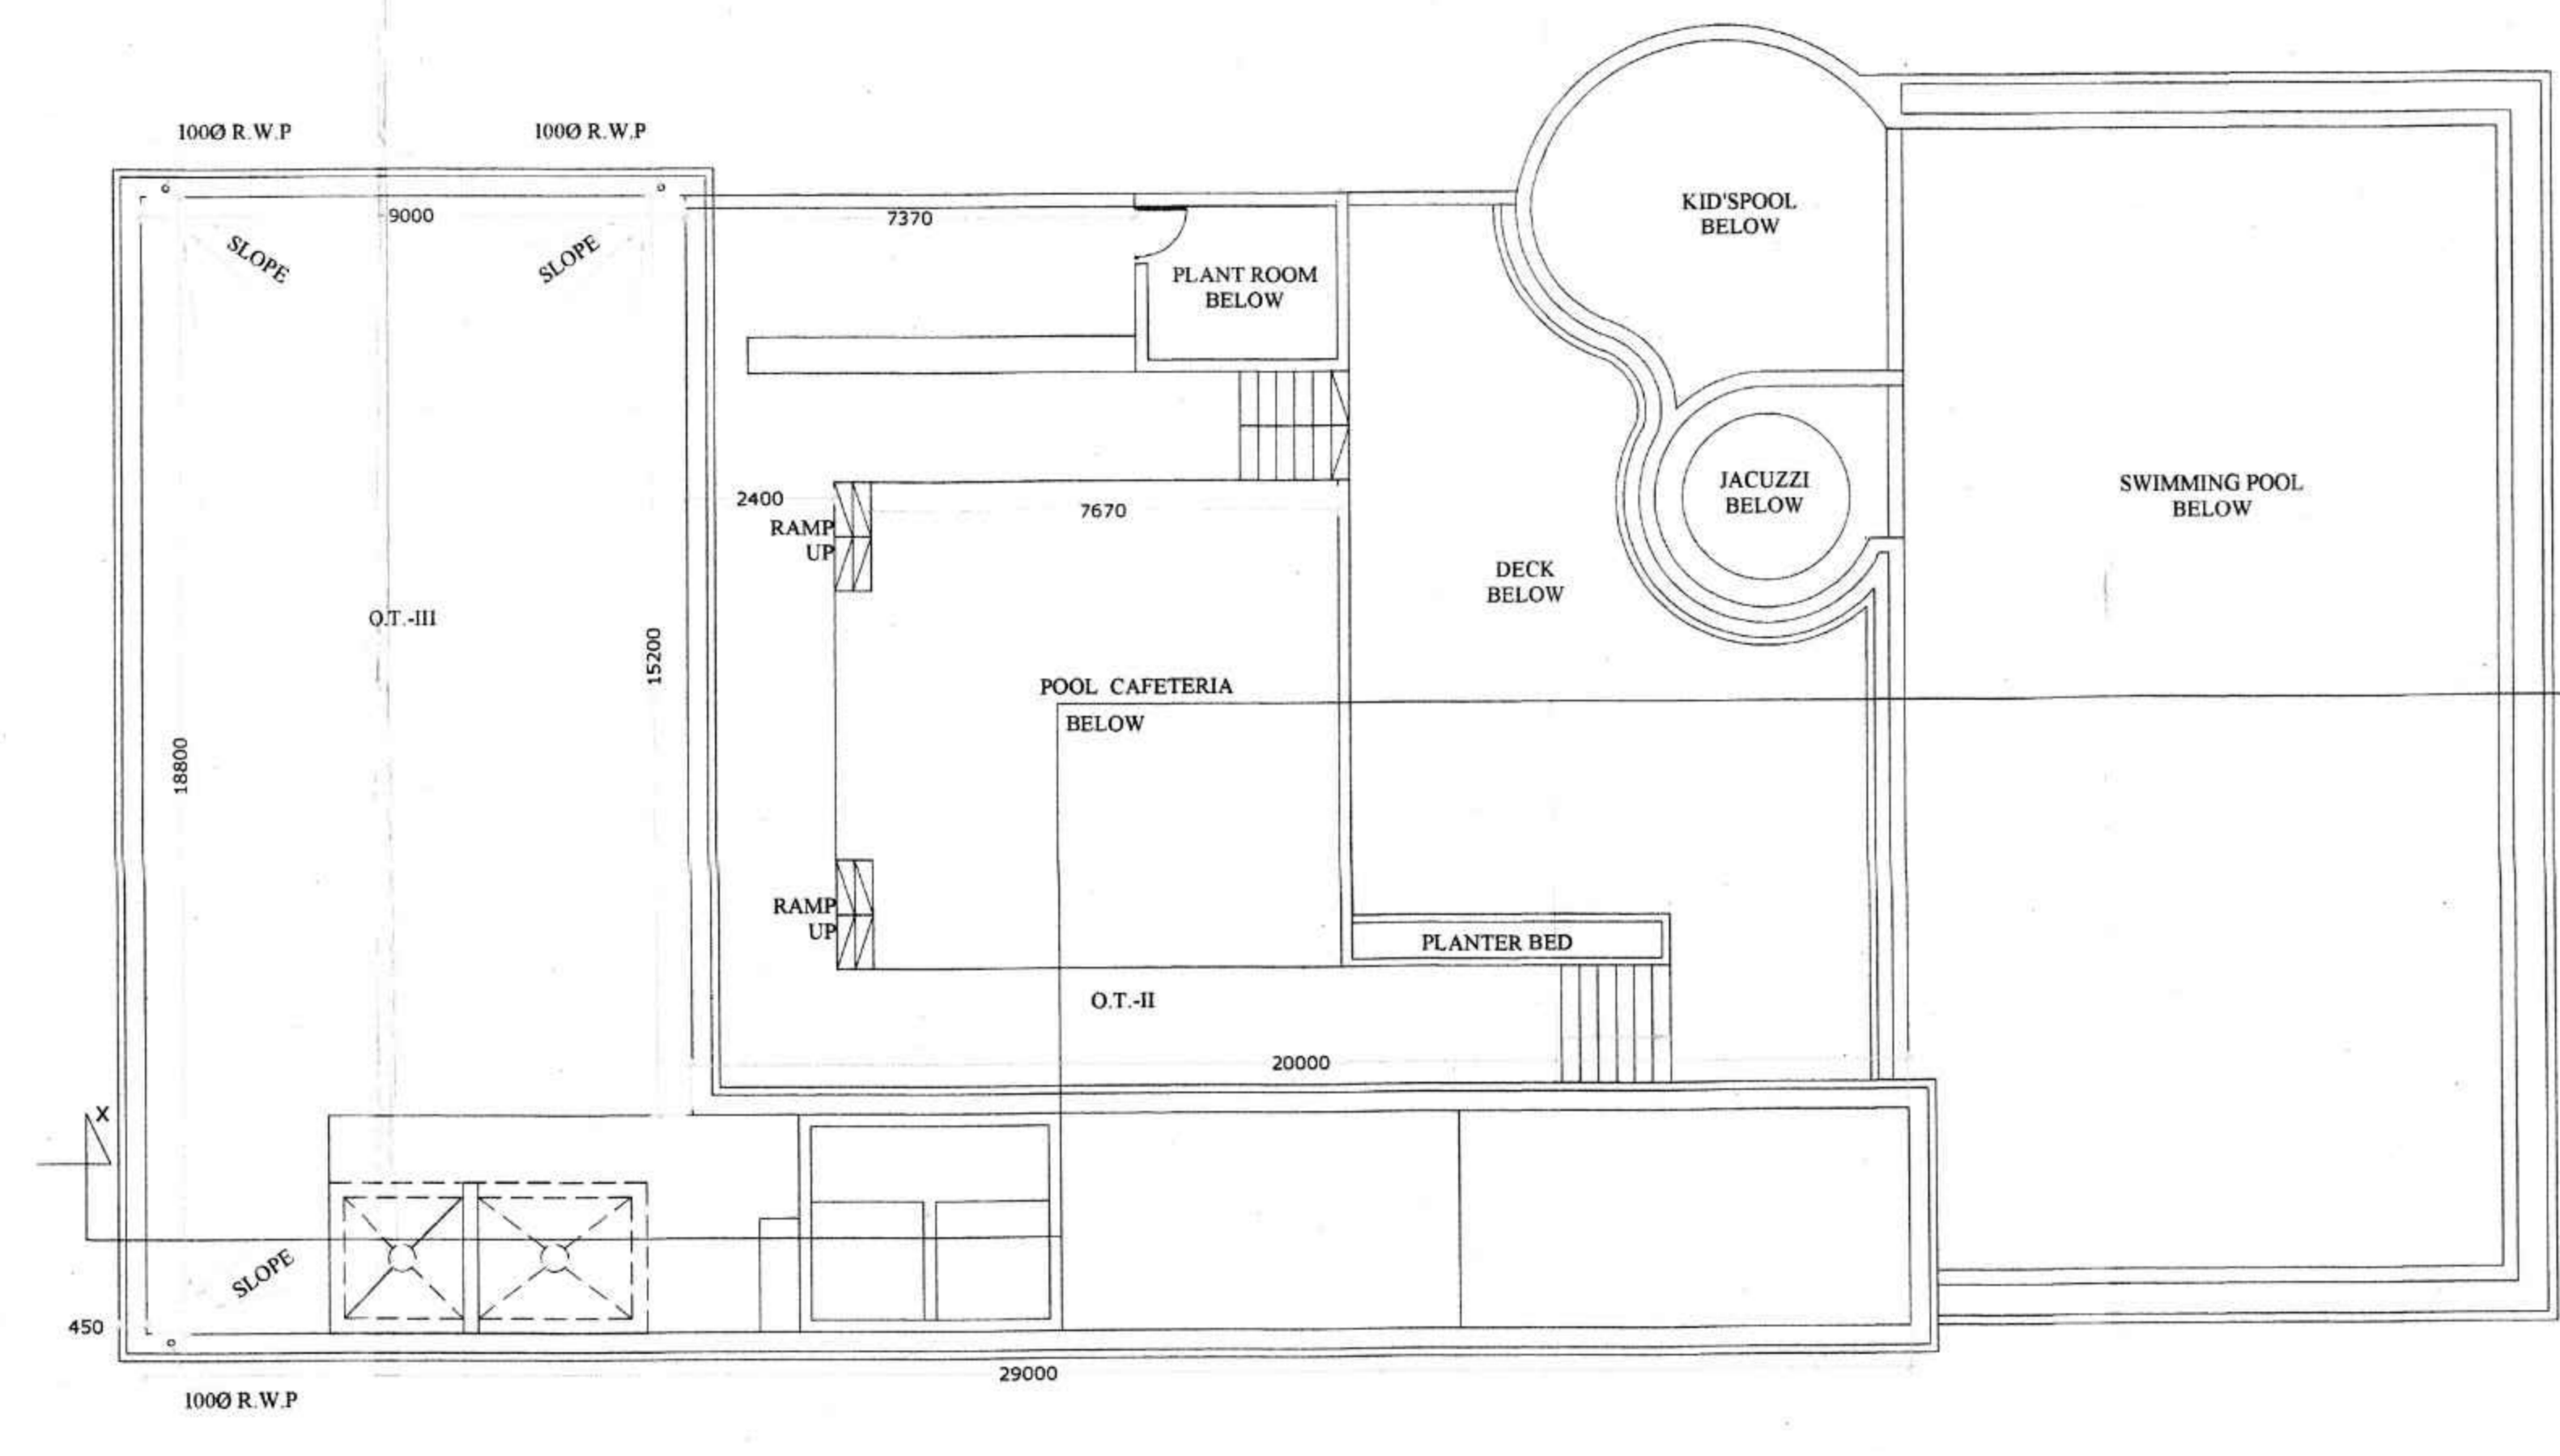 100Ø R.W.P
100Ø R.W.P
9000
7370
SLOPE
SLOPE
KID'SPOOL
BELOW
PLANT ROOM
BELOW
2400
RAMP
UP
7670
JACUZZI
BELOW
SWIMMING POOL
BELOW
DECK
BELOW
O.T.-III
15200
POOL CAFETERIA
BELOW
18800
RAMP
UP
PLANTER BED
O.T.-II
20000
X
SLOPE
450
29000
100Ø R.W.P